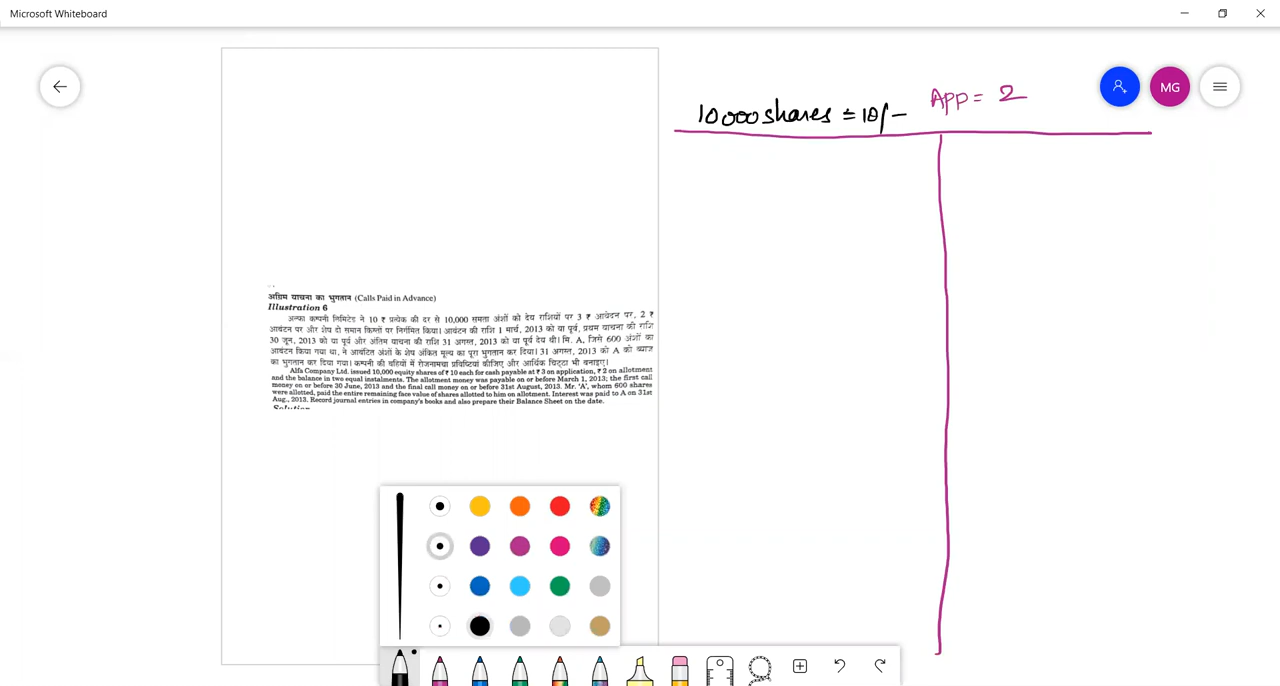 Microsoft Whiteboard
MG
10000 shares = 10/-
App = 2
अग्रिम याचना का भुगतान (Calls Paid in Advance)
Illustration 6
अल्फा कम्पनी लिमिटेड ने 10 ₹ प्रत्येक की दर से 10,000 समता अंशों को देय राशियों पर 3 ₹ आवेदन पर, 2 ₹
आबंटन पर और शेष दो समान किश्तों पर निर्गमित किया। आबंटन की राशि 1 मार्च, 2013 को या पूर्व, प्रथम याचना की राशि
30 जून, 2013 को या पूर्व और अंतिम याचना की राशि 31 अगस्त, 2013 को या पूर्व देय थी। मि. A, जिसे 600 अंशों का
आबंटन किया गया था, ने आबंटित अंशों के शेष अंकित मूल्य का पूरा भुगतान कर दिया। 31 अगस्त, 2013 को A को ब्याज
का भुगतान कर दिया गया। कम्पनी की बहियों में रोजनामचा प्रविष्टियां कीजिए और आर्थिक चिट्ठा भी बनाइए।
Alfa Company Ltd. issued 10,000 equity shares of ₹ 10 each for cash payable at ₹ 3 on application, ₹ 2 on allotment
and the balance in two equal instalments. The allotment money was payable on or before March 1, 2013; the first call
money on or before 30 June, 2013 and the final call money on or before 31st August, 2013. Mr. 'A', whom 600 shares
were allotted, paid the entire remaining face value of shares allotted to him on allotment. Interest was paid to A on 31st
Aug., 2013. Record journal entries in company's books and also prepare their Balance Sheet on the date.
Solution